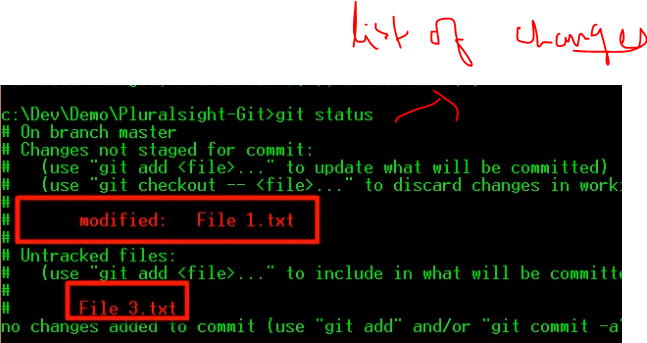 list of changes
c:\Dev\Demo\Pluralsight-Git>git status
# On branch master
# Changes not staged for commit:
#   (use "git add <file>..." to update what will be committed)
#   (use "git checkout -- <file>..." to discard changes in worki
#
#       modified:   File 1.txt
#
# Untracked files:
#   (use "git add <file>..." to include in what will be committe
#
#       File 3.txt
no changes added to commit (use "git add" and/or "git commit -a"